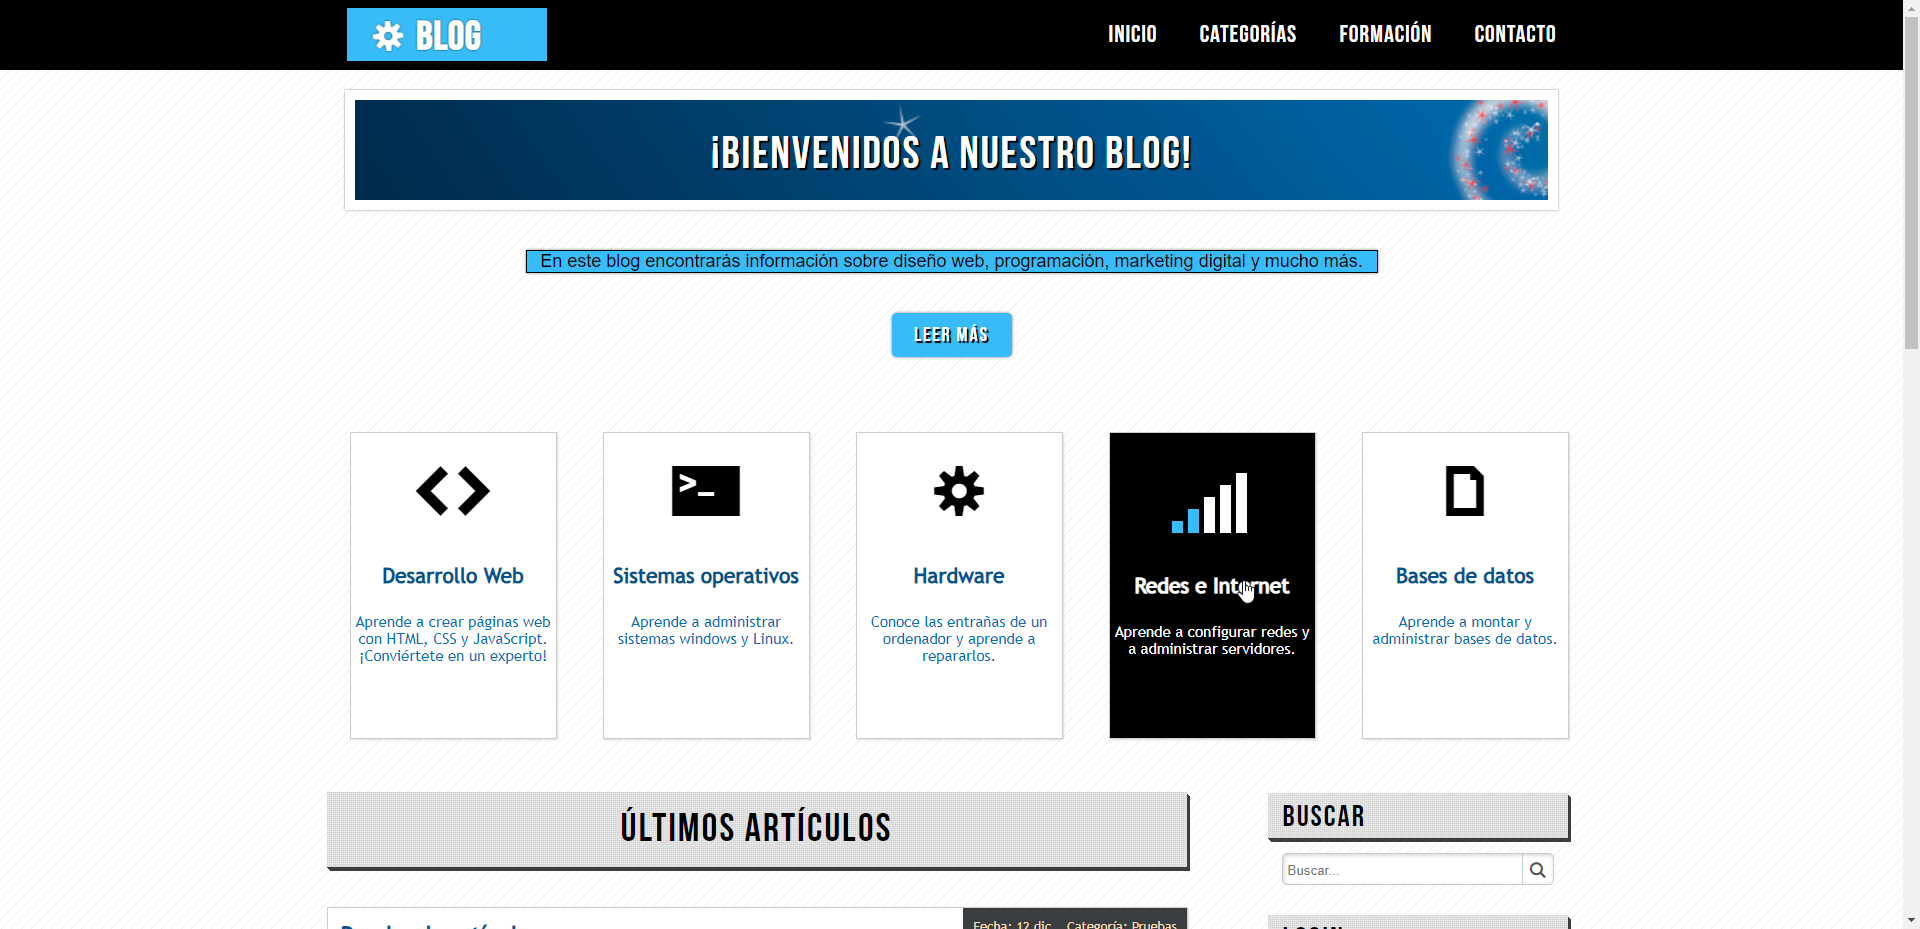 BLOG
INICIO CATEGORÍAS FORMACIÓN CONTACTO
¡BIENVENIDOS A NUESTRO BLOG!
En este blog encontrarás información sobre diseño web, programación, marketing digital y mucho más.
LEER MÁS
>_
Desarrollo Web
Aprende a crear páginas web
con HTML, CSS y JavaScript.
¡Conviértete en un experto!
Sistemas operativos
Aprende a administrar
sistemas windows y Linux.
Hardware
Conoce las entrañas de un
ordenador y aprende a
repararlos.
Redes e Internet
Aprende a configurar redes y
a administrar servidores.
Bases de datos
Aprende a montar y
administrar bases de datos.
ÚLTIMOS ARTÍCULOS
BUSCAR
Buscar...
Fecha: 12 dic Categoría: Pruebas
LOGIN